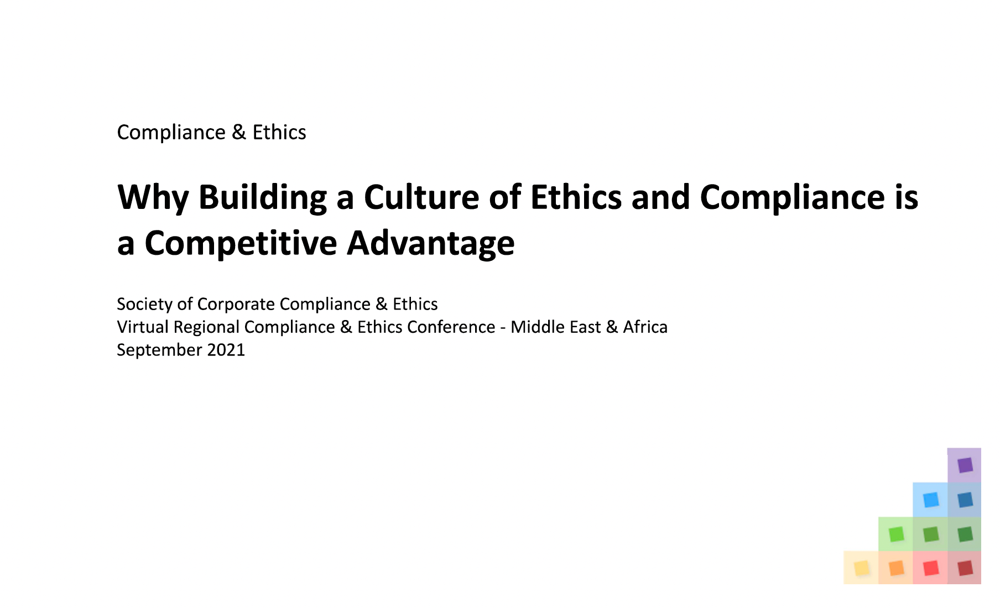 Compliance & Ethics
Why Building a Culture of Ethics and Compliance is
a Competitive Advantage
Society of Corporate Compliance & Ethics
Virtual Regional Compliance & Ethics Conference - Middle East & Africa
September 2021